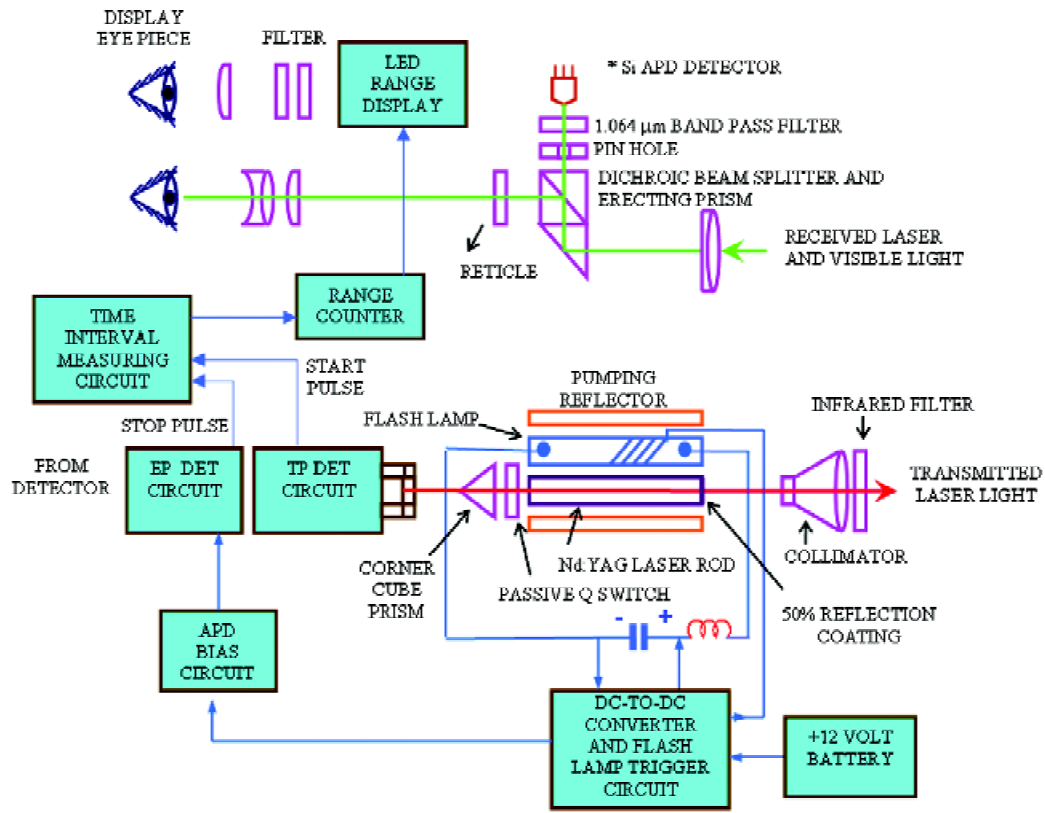 DISPLAY
EYE PIECE
FILTER
LED
RANGE
DISPLAY
* Si APD DETECTOR
1.064 µm BAND PASS FILTER
PIN HOLE
DICHROIC BEAM SPLITTER AND
ERECTING PRISM
RETICLE
RECEIVED LASER
AND VISIBLE LIGHT
TIME
INTERVAL
MEASURING
CIRCUIT
RANGE
COUNTER
START
PULSE
STOP PULSE
PUMPING
REFLECTOR
FLASH LAMP
INFRARED FILTER
FROM
DETECTOR
EP DET
CIRCUIT
TP DET
CIRCUIT
TRANSMITTED
LASER LIGHT
CORNER
CUBE
PRISM
Nd:YAG LASER ROD
PASSIVE Q SWITCH
COLLIMATOR
50% REFLECTION
COATING
- +
APD
BIAS
CIRCUIT
DC-TO-DC
CONVERTER
AND FLASH
LAMP TRIGGER
CIRCUIT
+12 VOLT
BATTERY